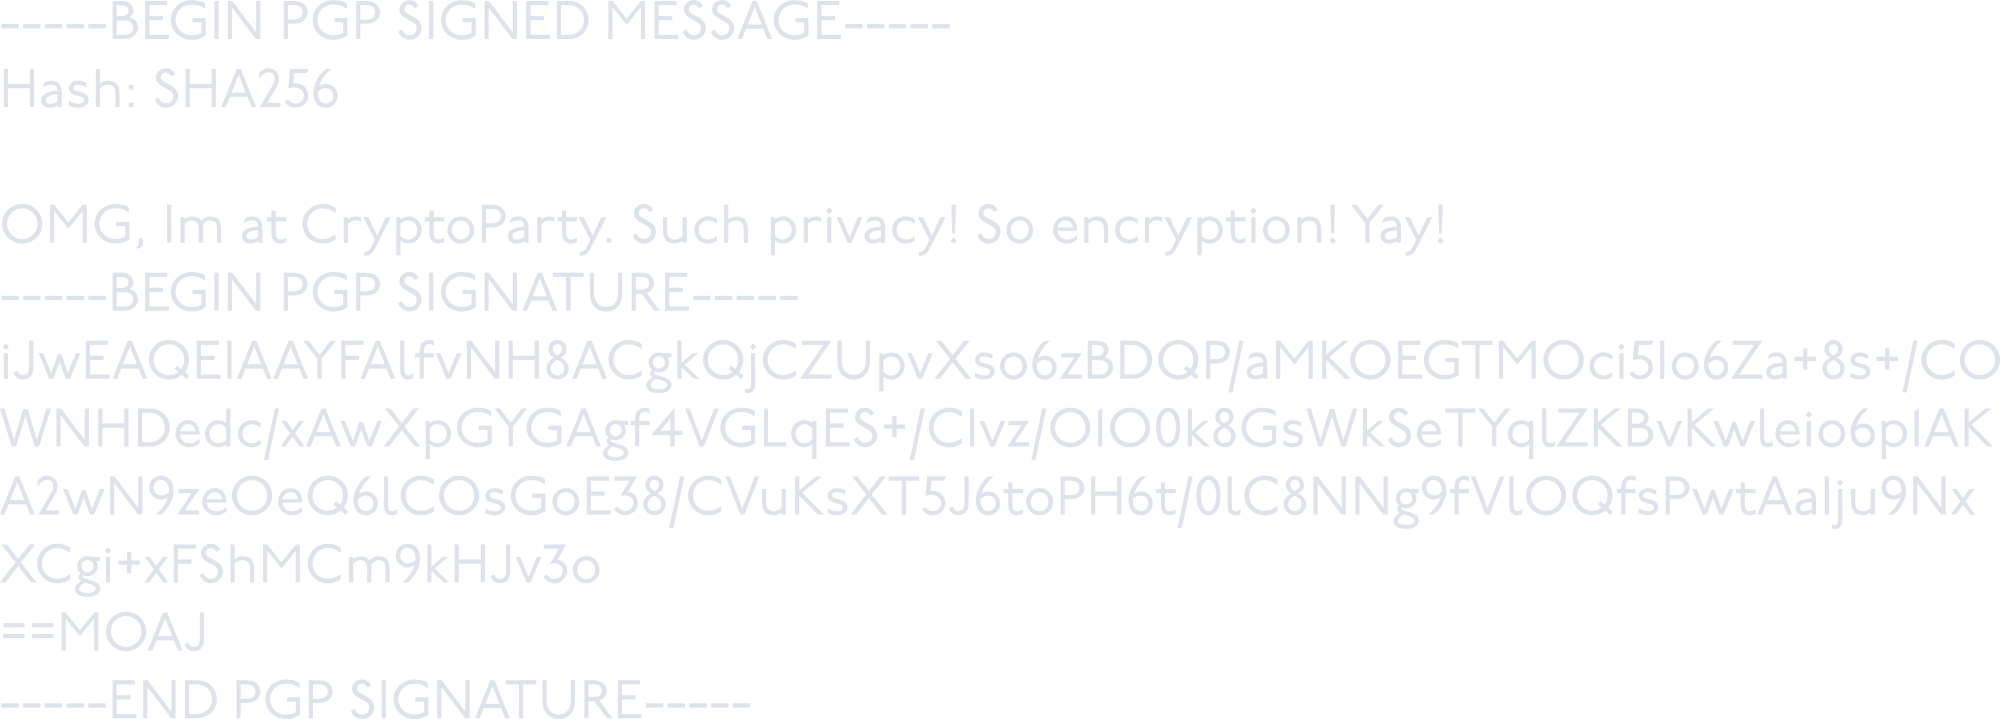 -----BEGIN PGP SIGNED MESSAGE-----
Hash: SHA256

OMG, Im at CryptoParty. Such privacy! So encryption! Yay!
-----BEGIN PGP SIGNATURE-----
iJwEAQEIAAYFAlfvNH8ACgkQjCZUpvXso6zBDQP/aMKOEGTMOci5Io6Za+8s+/CO
WNHDedc/xAwXpGYGAgf4VGLqES+/CIvz/O1O0k8GsWkSeTYqlZKBvKwleio6p1AK
A2wN9zeOeQ6lCOsGoE38/CVuKsXT5J6toPH6t/0lC8NNg9fVlOQfsPwtAaIju9Nx
XCgi+xFShMCm9kHJv3o
==MOAJ
-----END PGP SIGNATURE-----